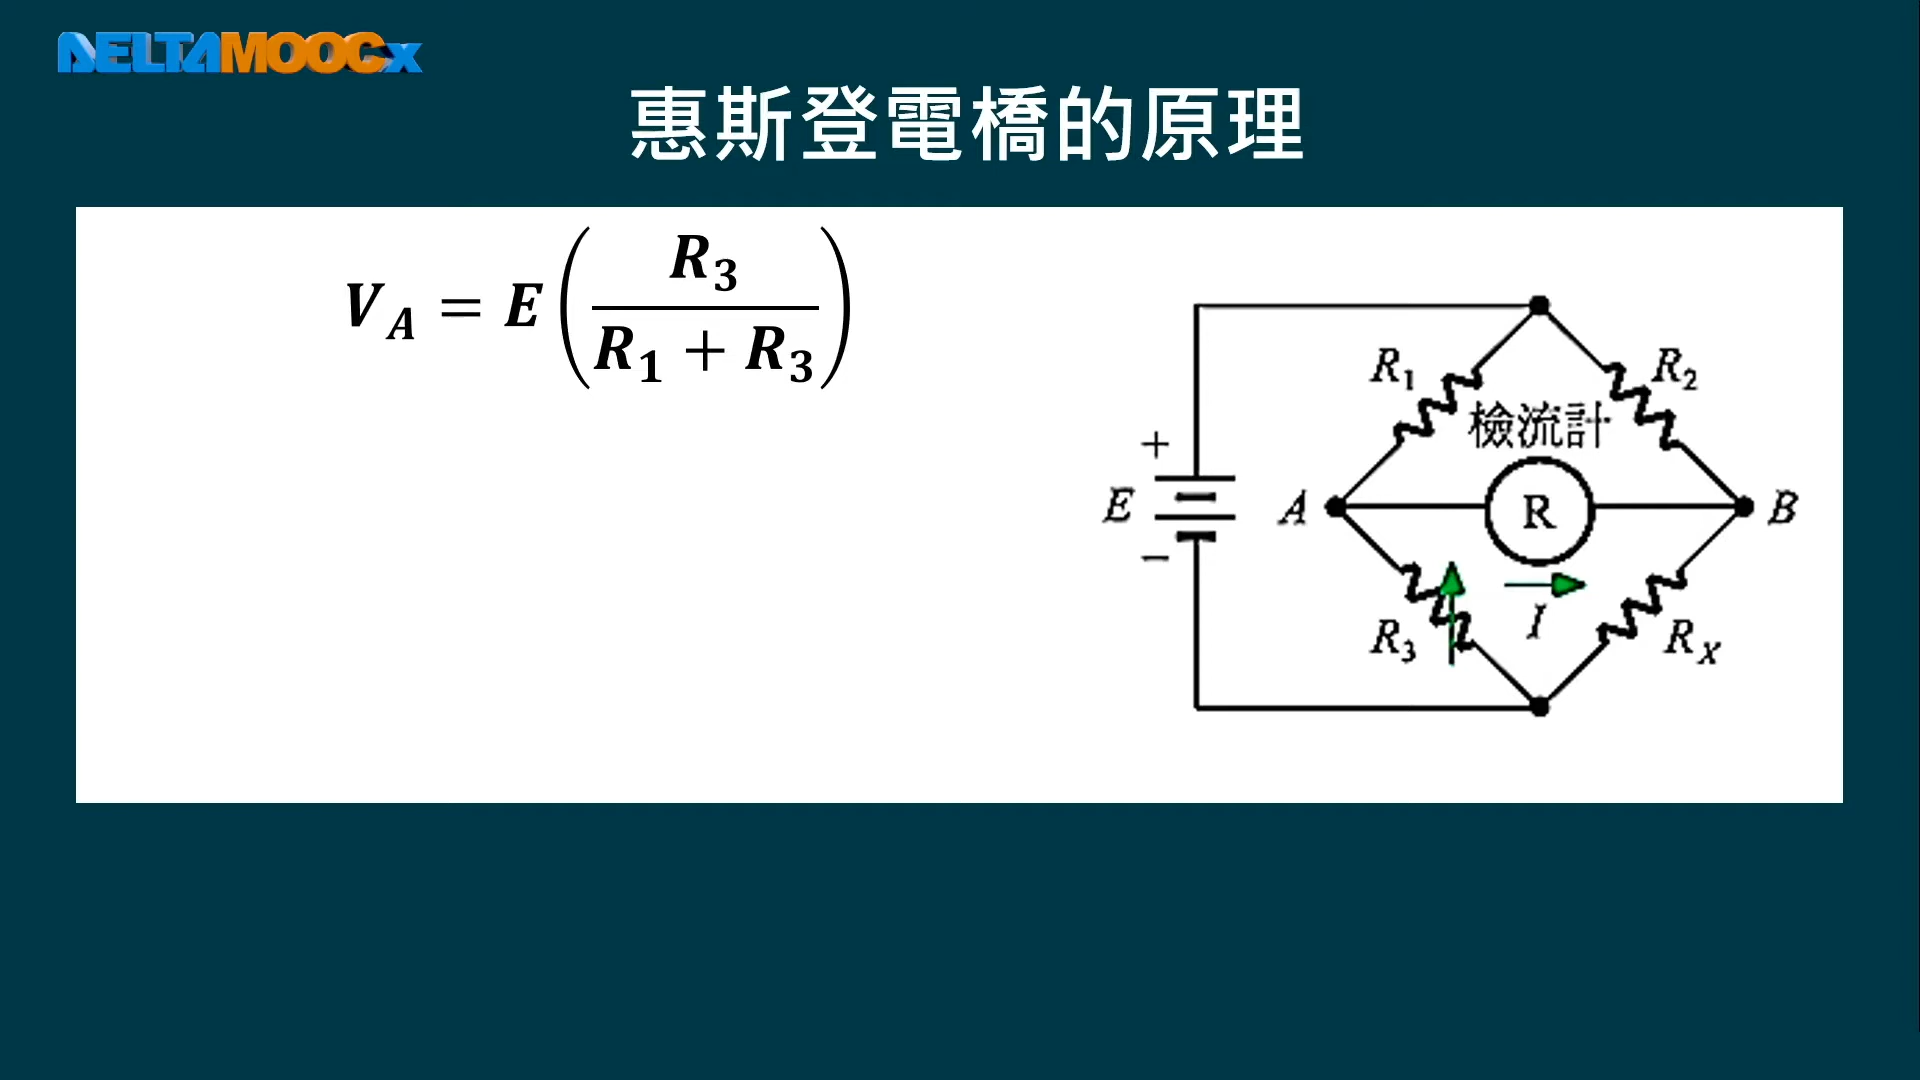 DELTAMOOCx
惠斯登電橋的原理
V_A = E ( R_3 / (R_1 + R_3) )
R_1
R_2
檢流計
+
E
A
R
B
−
I
R_3
R_X